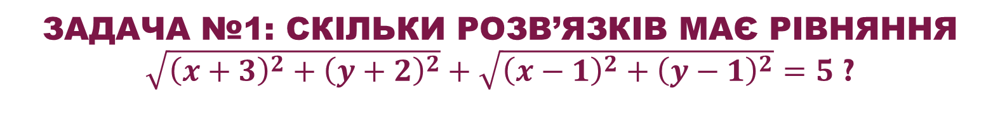 ЗАДАЧА №1: СКІЛЬКИ РОЗВ’ЯЗКІВ МАЄ РІВНЯННЯ
√((x + 3)² + (y + 2)²) + √((x − 1)² + (y − 1)²) = 5 ?